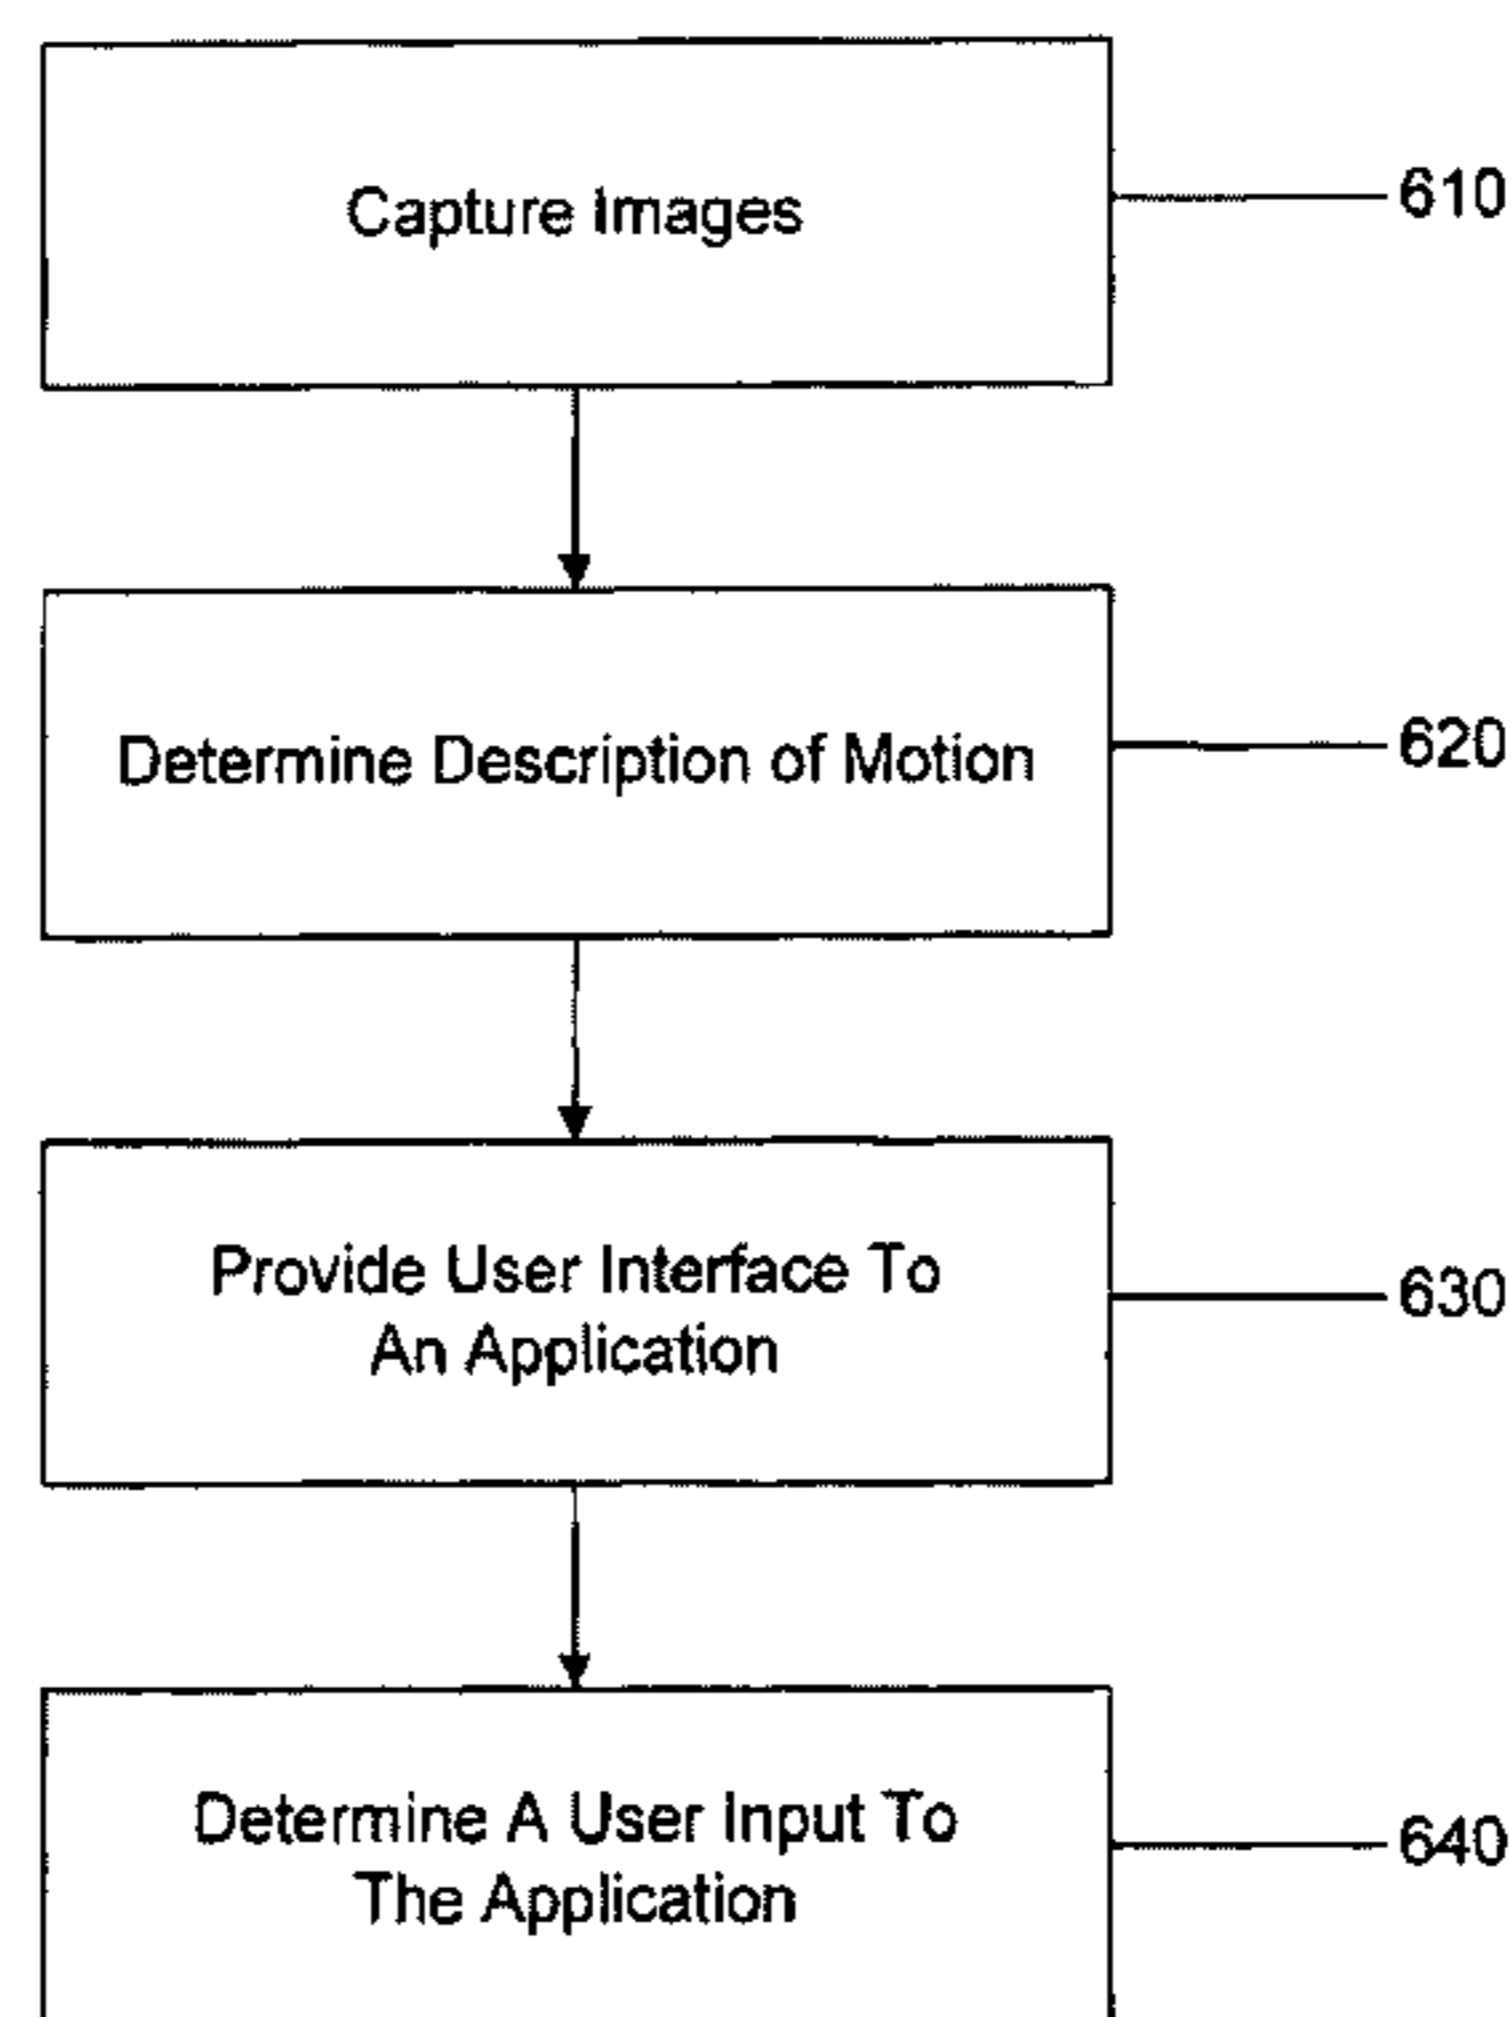 Capture Images
610
Determine Description of Motion
620
Provide User Interface To
An Application
630
Determine A User Input To
The Application
640